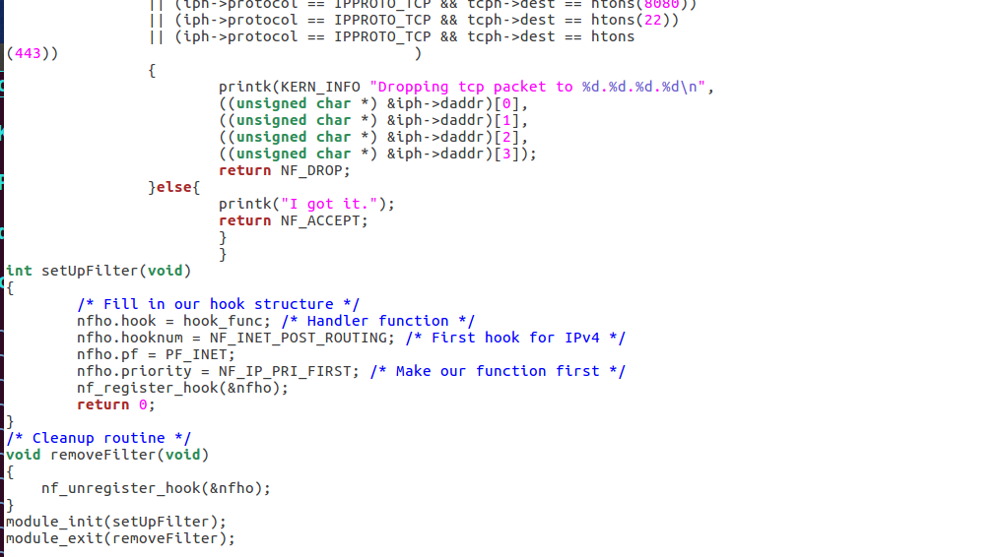 || (iph->protocol == IPPROTO_TCP && tcph->dest == htons(8080))
|| (iph->protocol == IPPROTO_TCP && tcph->dest == htons(22))
|| (iph->protocol == IPPROTO_TCP && tcph->dest == htons
(443)) )
{
printk(KERN_INFO "Dropping tcp packet to %d.%d.%d.%d\n",
((unsigned char *) &iph->daddr)[0],
((unsigned char *) &iph->daddr)[1],
((unsigned char *) &iph->daddr)[2],
((unsigned char *) &iph->daddr)[3]);
return NF_DROP;
}else{
printk("I got it.");
return NF_ACCEPT;
}
}
int setUpFilter(void)
{
/* Fill in our hook structure */
nfho.hook = hook_func; /* Handler function */
nfho.hooknum = NF_INET_POST_ROUTING; /* First hook for IPv4 */
nfho.pf = PF_INET;
nfho.priority = NF_IP_PRI_FIRST; /* Make our function first */
nf_register_hook(&nfho);
return 0;
}
/* Cleanup routine */
void removeFilter(void)
{
nf_unregister_hook(&nfho);
}
module_init(setUpFilter);
module_exit(removeFilter);